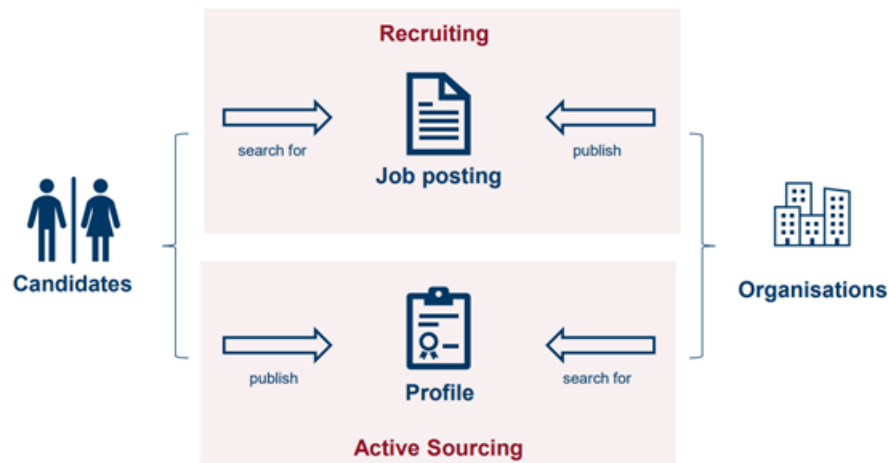 Recruiting
search for
publish
Job posting
Candidates
Organisations
publish
search for
Profile
Active Sourcing